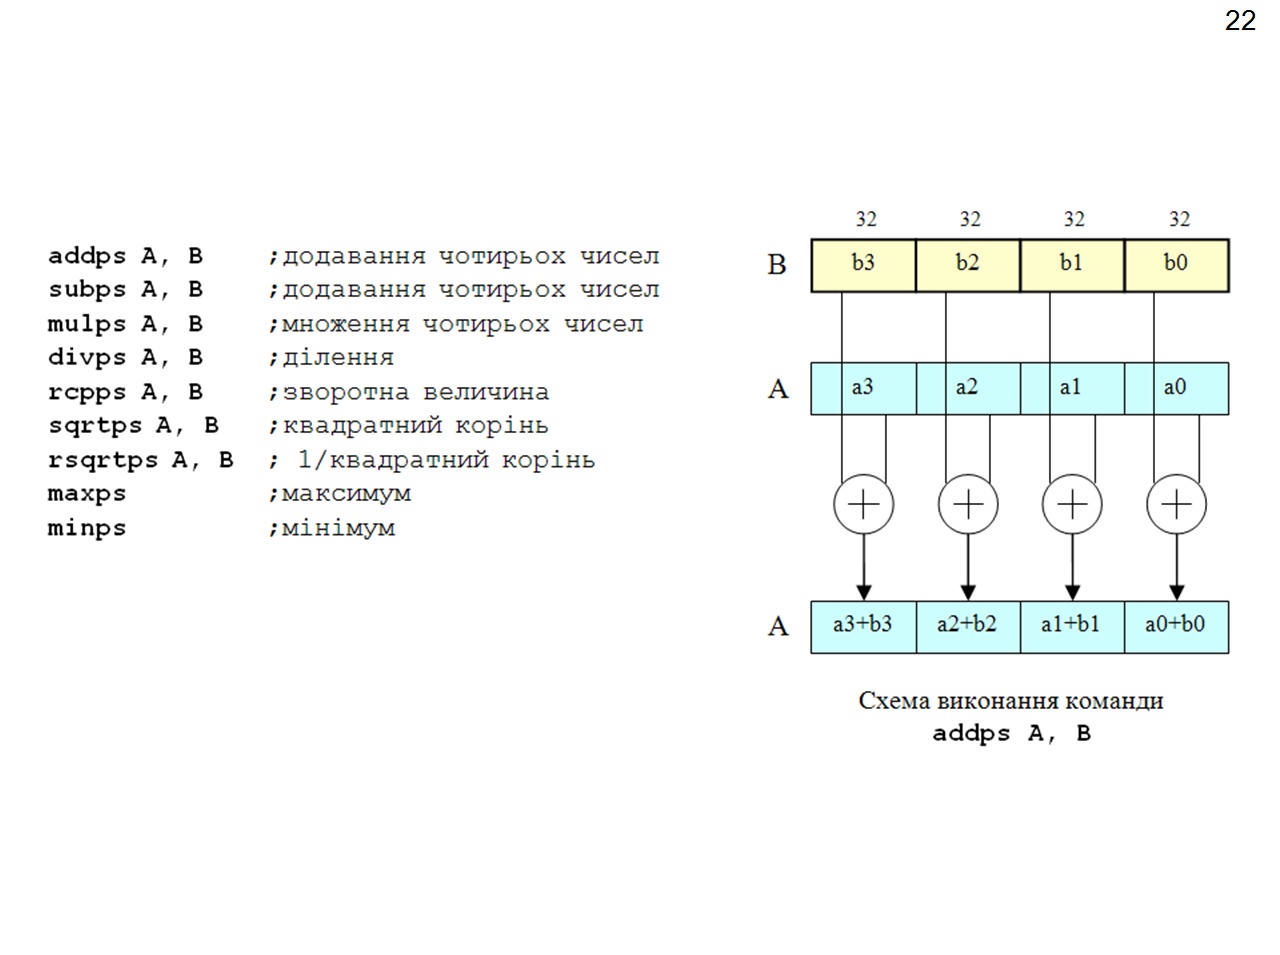 22
addps A, B ;додавання чотирьох чисел
subps A, B ;додавання чотирьох чисел
mulps A, B ;множення чотирьох чисел
divps A, B ;ділення
rcpps A, B ;зворотна величина
sqrtps A, B ;квадратний корінь
rsqrtps A, B ; 1/квадратний корінь
maxps ;максимум
minps ;мінімум
32 32 32 32
B b3 b2 b1 b0
A a3 a2 a1 a0
A a3+b3 a2+b2 a1+b1 a0+b0
Схема виконання команди
addps A, B